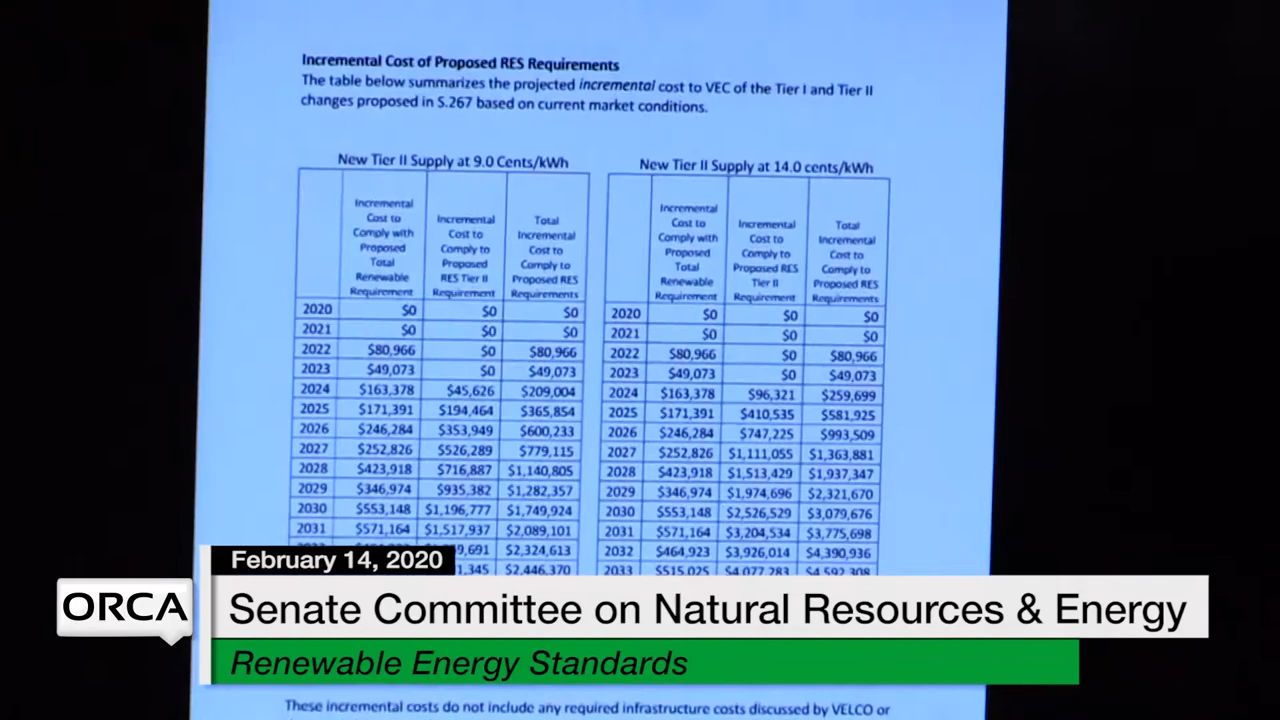 Incremental Cost of Proposed RES Requirements
The table below summarizes the projected incremental cost to VEC of the Tier I and Tier II
changes proposed in S.267 based on current market conditions.
New Tier II Supply at 9.0 Cents/kWh
Incremental Cost to Comply with Proposed Total Renewable Requirement
Incremental Cost to Comply to Proposed RES Tier II Requirement
Total Incremental Cost to Comply to Proposed RES Requirements
2020 $0 $0 $0
2021 $0 $0 $0
2022 $80,966 $0 $80,966
2023 $49,073 $0 $49,073
2024 $163,378 $45,626 $209,004
2025 $171,391 $194,464 $365,854
2026 $246,284 $353,949 $600,233
2027 $252,826 $526,289 $779,115
2028 $423,918 $716,887 $1,140,805
2029 $346,974 $935,382 $1,282,357
2030 $553,148 $1,196,777 $1,749,924
2031 $571,164 $1,517,937 $2,089,101
9,691 $2,324,613
1,345 $2,446,370
New Tier II Supply at 14.0 cents/kWh
Incremental Cost to Comply with Proposed Total Renewable Requirement
Incremental Cost to Comply to Proposed RES Tier II Requirement
Total Incremental Cost to Comply to Proposed RES Requirements
2020 $0 $0 $0
2021 $0 $0 $0
2022 $80,966 $0 $80,966
2023 $49,073 $0 $49,073
2024 $163,378 $96,321 $259,699
2025 $171,391 $410,535 $581,925
2026 $246,284 $747,225 $993,509
2027 $252,826 $1,111,055 $1,363,881
2028 $423,918 $1,513,429 $1,937,347
2029 $346,974 $1,974,696 $2,321,670
2030 $553,148 $2,526,529 $3,079,676
2031 $571,164 $3,204,534 $3,775,698
2032 $464,923 $3,926,014 $4,390,936
2033 $515,025 $4,077,283 $4,592,308
February 14, 2020
ORCA
Senate Committee on Natural Resources & Energy
Renewable Energy Standards
These incremental costs do not include any required infrastructure costs discussed by VELCO or